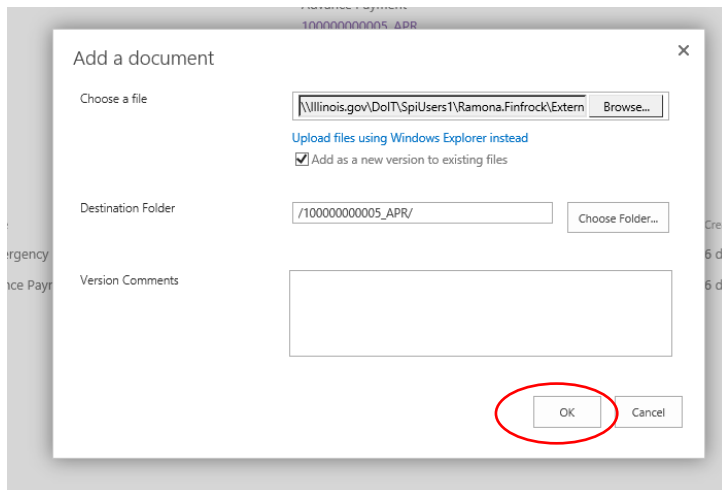 Advance Payment
100000000005_APR
Add a document
Choose a file
\\Illinois.gov\DoIT\SpiUsers1\Ramona.Finfrock\Extern
Browse...
Upload files using Windows Explorer instead
Add as a new version to existing files
Destination Folder
/100000000005_APR/
Choose Folder...
Cre
ergency
6 d
nce Payr
6 d
Version Comments
OK
Cancel